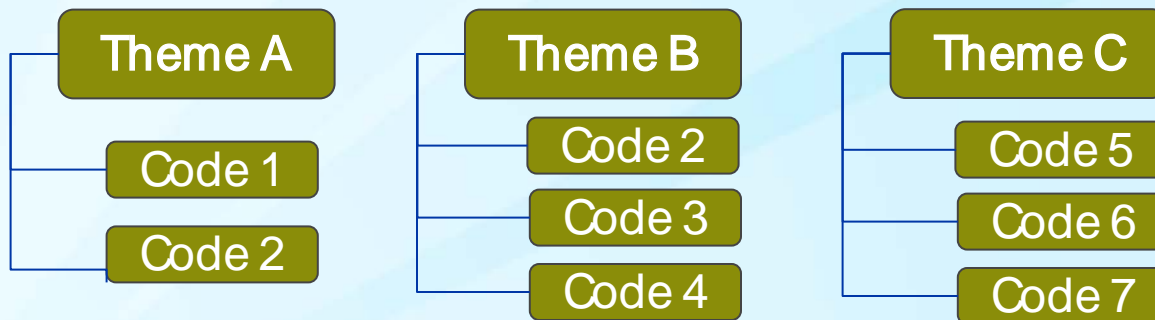 Theme A
Code 1
Code 2
Theme B
Code 2
Code 3
Code 4
Theme C
Code 5
Code 6
Code 7